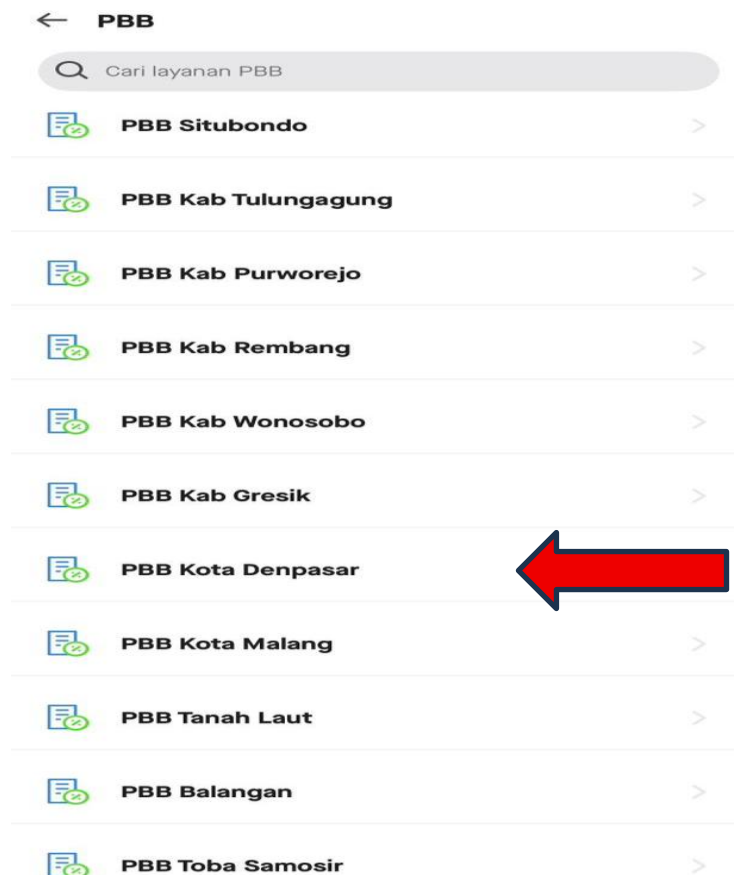 PBB
Cari layanan PBB
PBB Situbondo
PBB Kab Tulungagung
PBB Kab Purworejo
PBB Kab Rembang
PBB Kab Wonosobo
PBB Kab Gresik
PBB Kota Denpasar
PBB Kota Malang
PBB Tanah Laut
PBB Balangan
PBB Toba Samosir